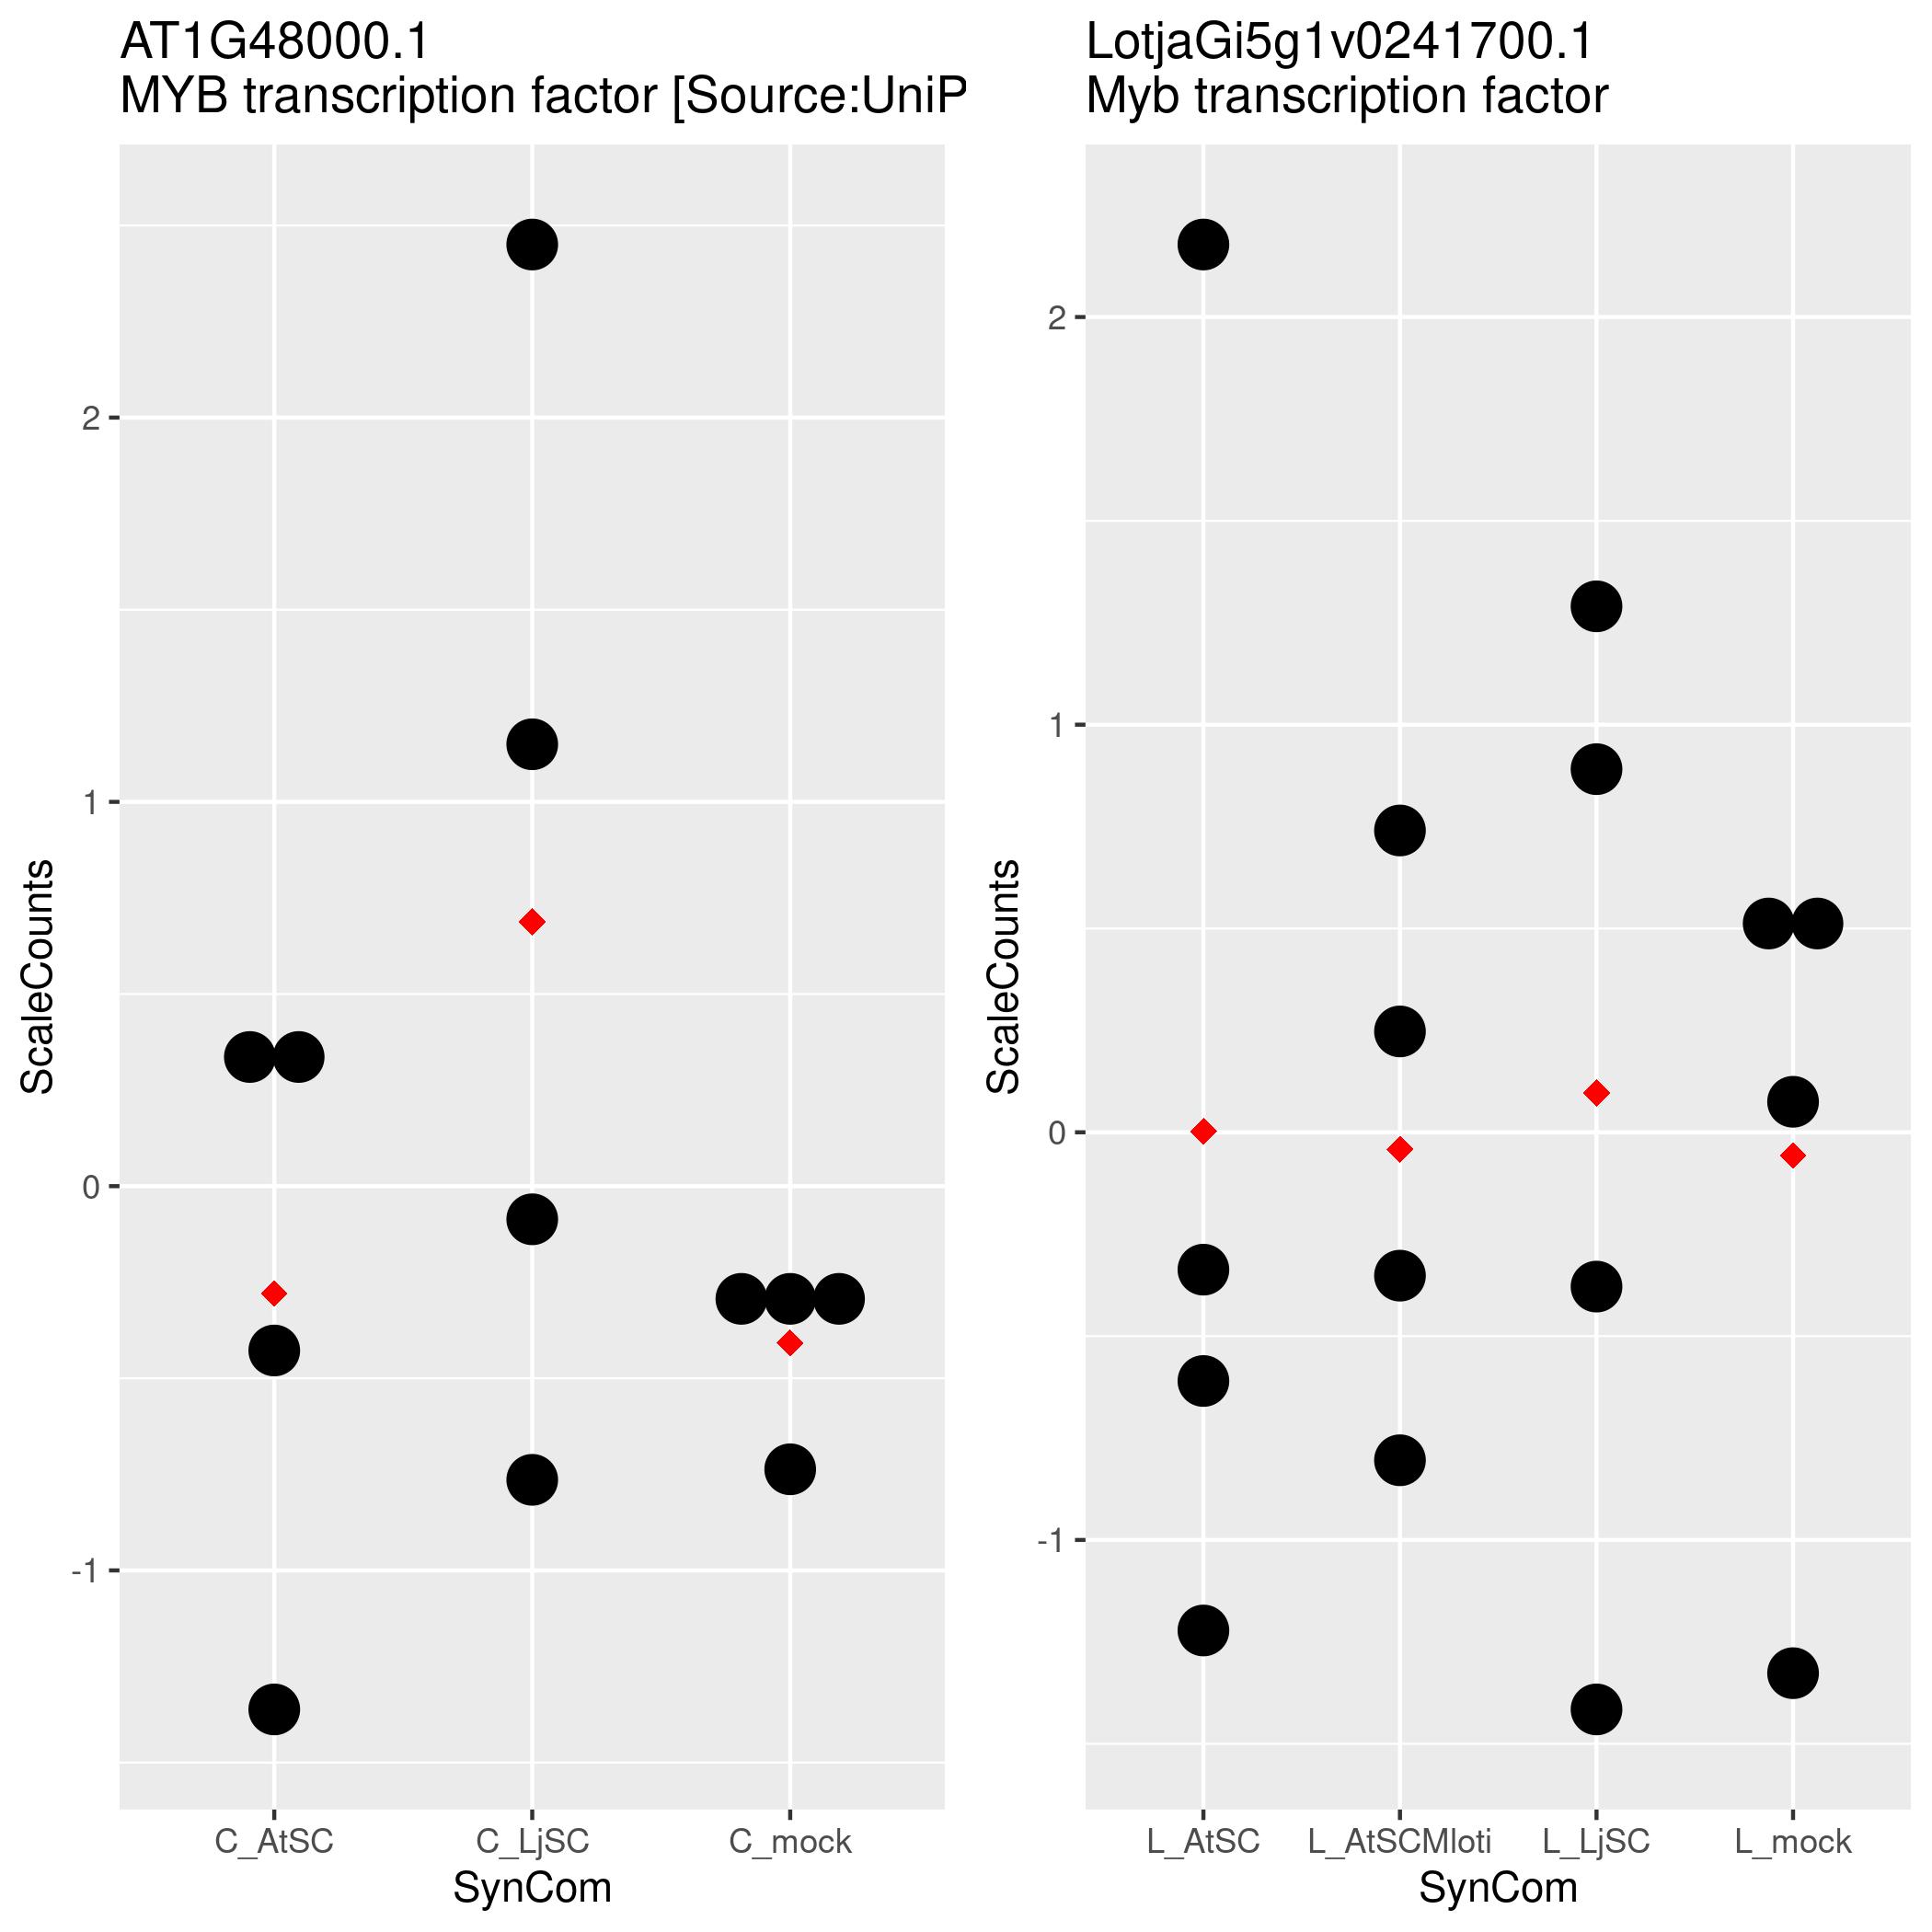 AT1G48000.1
MYB transcription factor [Source:UniP
ScaleCounts
2
1
0
-1
C_AtSC C_LjSC C_mock
SynCom
LotjaGi5g1v0241700.1
Myb transcription factor
ScaleCounts
2
1
0
-1
L_AtSC L_AtSCMloti L_LjSC L_mock
SynCom